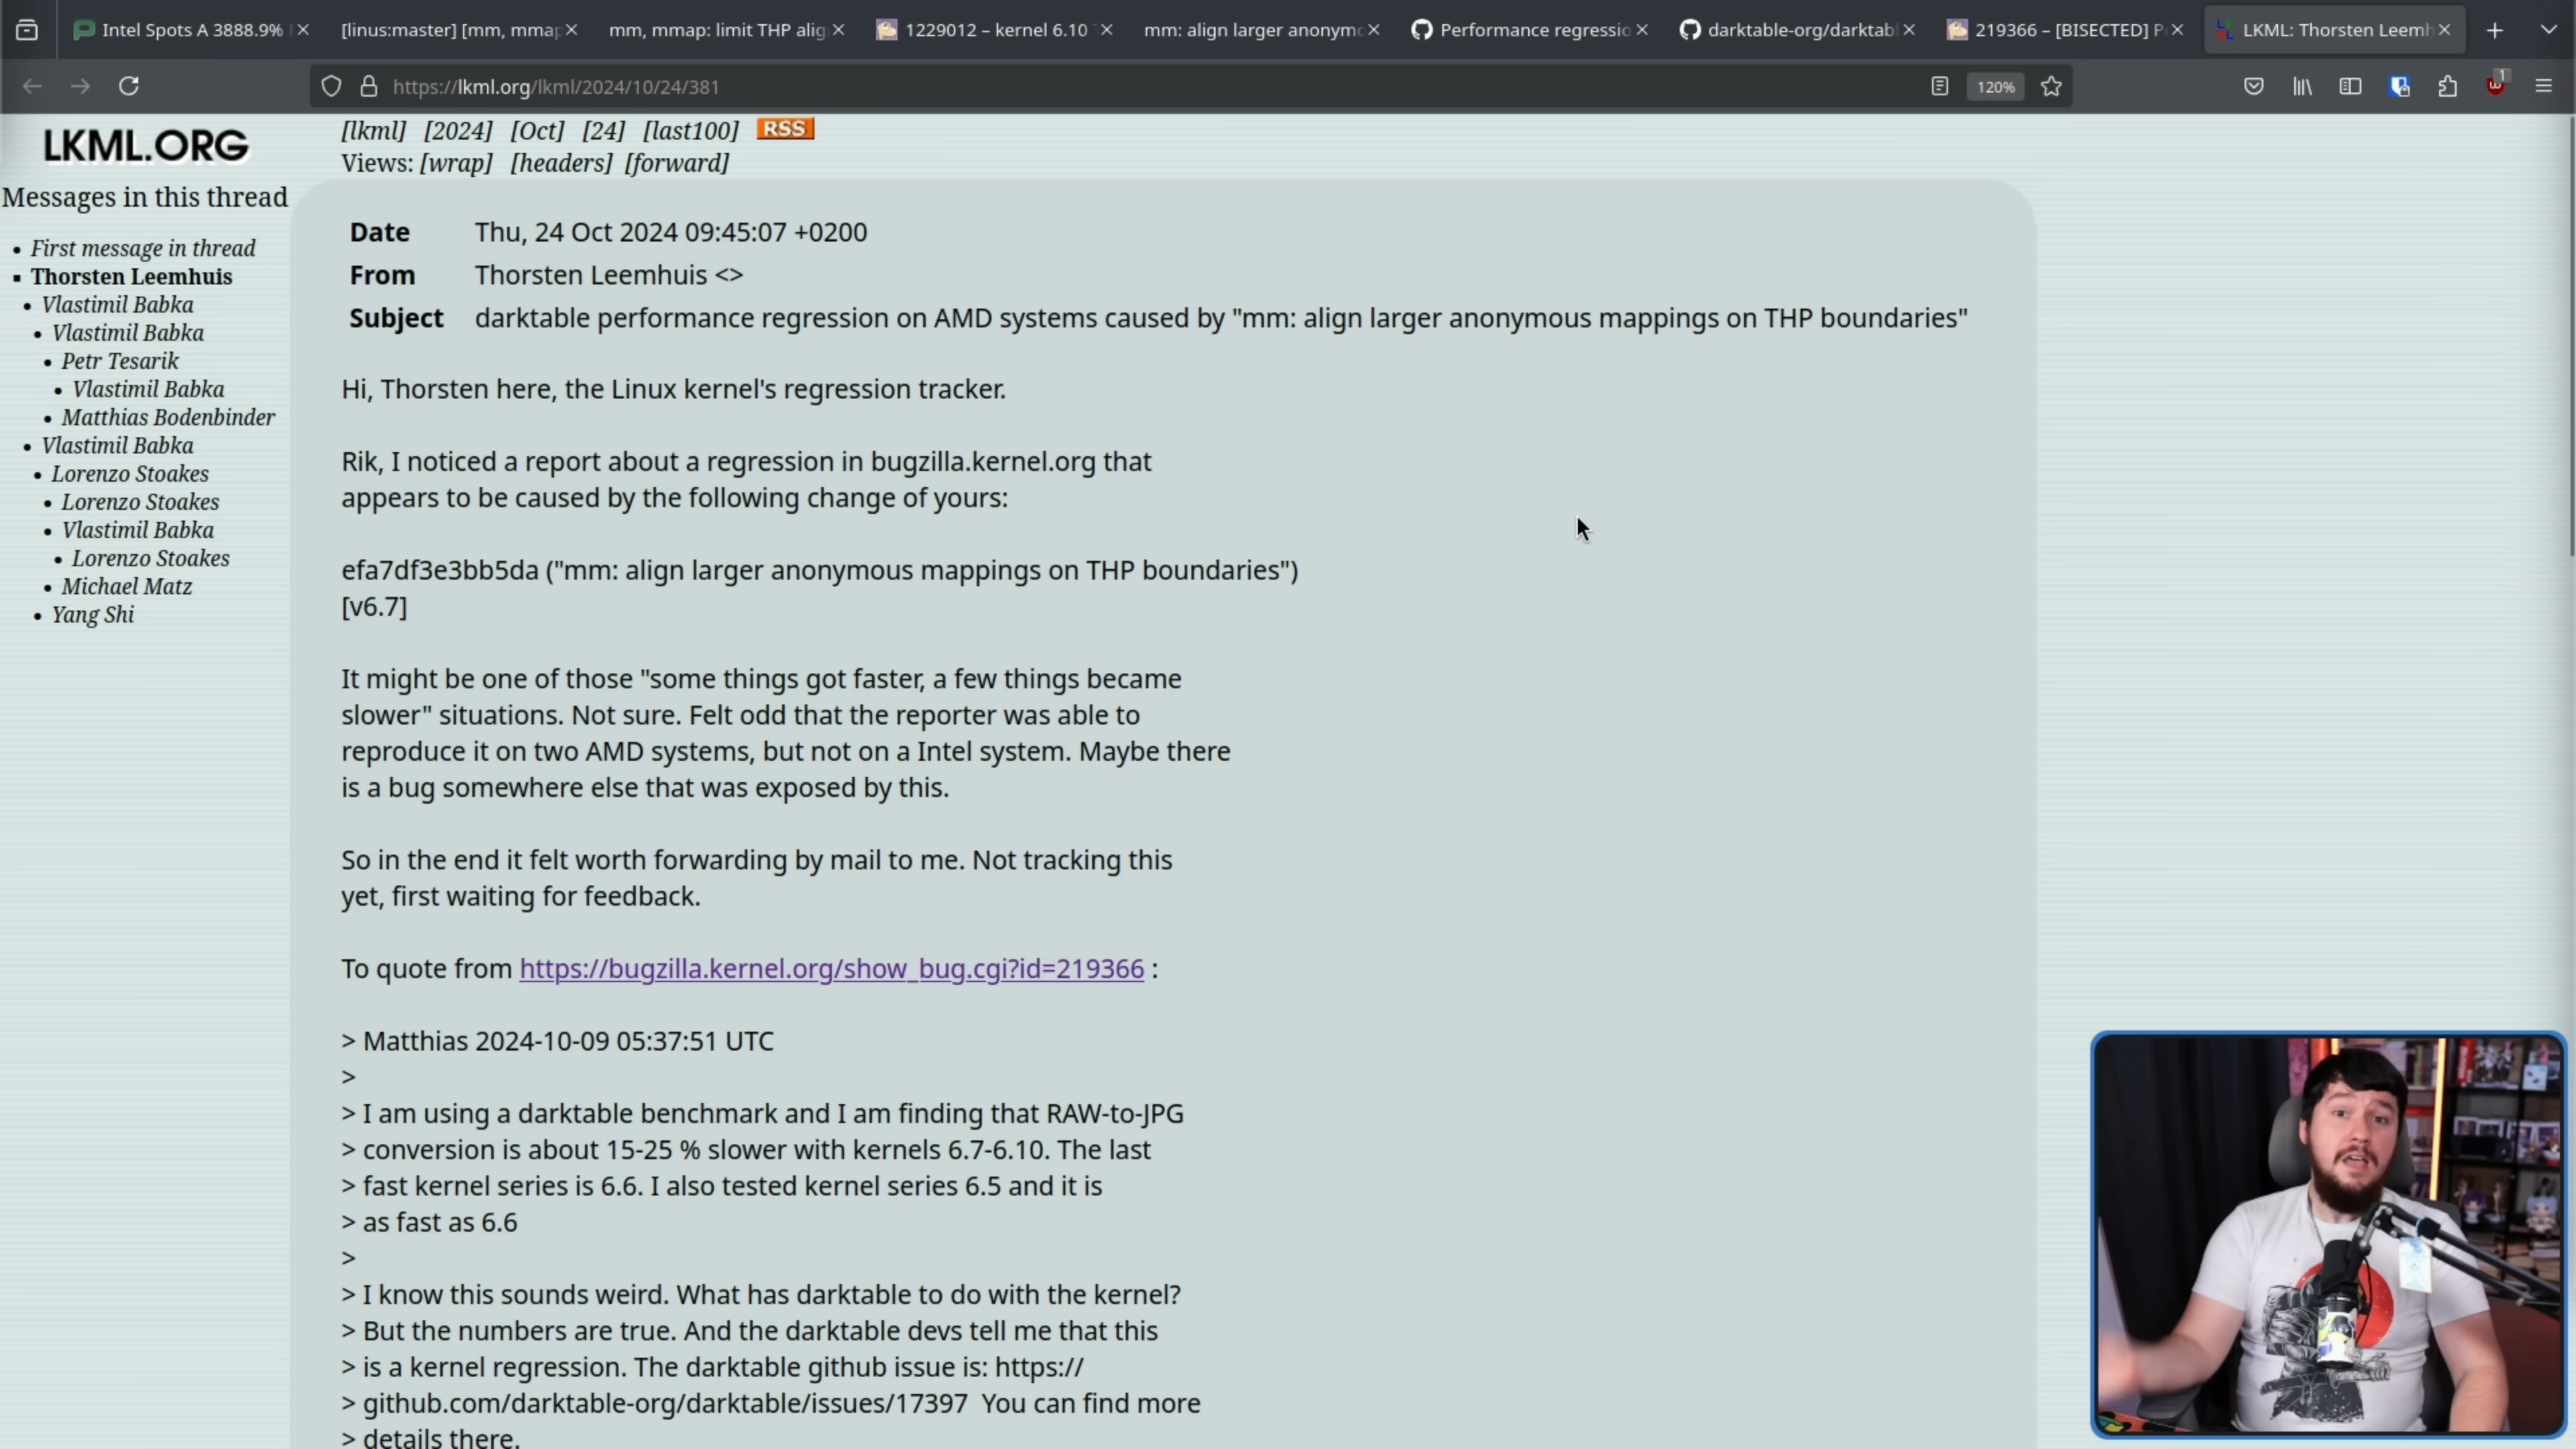 Intel Spots A 3888.9%
[linus:master] [mm, mmap
mm, mmap: limit THP alig
1229012 – kernel 6.10
mm: align larger anonymo
Performance regressio
darktable-org/darktabl
219366 – [BISECTED] P
LKML: Thorsten Leemh
https://lkml.org/lkml/2024/10/24/381
120%
1
LKML.ORG
[lkml] [2024] [Oct] [24] [last100] RSS
Views: [wrap] [headers] [forward]
Messages in this thread
• First message in thread
▪ Thorsten Leemhuis
• Vlastimil Babka
• Vlastimil Babka
• Petr Tesarik
• Vlastimil Babka
• Matthias Bodenbinder
• Vlastimil Babka
• Lorenzo Stoakes
• Lorenzo Stoakes
• Vlastimil Babka
• Lorenzo Stoakes
• Michael Matz
• Yang Shi
Date Thu, 24 Oct 2024 09:45:07 +0200
From Thorsten Leemhuis <>
Subject darktable performance regression on AMD systems caused by "mm: align larger anonymous mappings on THP boundaries"
Hi, Thorsten here, the Linux kernel's regression tracker.
Rik, I noticed a report about a regression in bugzilla.kernel.org that
appears to be caused by the following change of yours:
efa7df3e3bb5da ("mm: align larger anonymous mappings on THP boundaries")
[v6.7]
It might be one of those "some things got faster, a few things became
slower" situations. Not sure. Felt odd that the reporter was able to
reproduce it on two AMD systems, but not on a Intel system. Maybe there
is a bug somewhere else that was exposed by this.
So in the end it felt worth forwarding by mail to me. Not tracking this
yet, first waiting for feedback.
To quote from https://bugzilla.kernel.org/show_bug.cgi?id=219366 :
> Matthias 2024-10-09 05:37:51 UTC
>
> I am using a darktable benchmark and I am finding that RAW-to-JPG
> conversion is about 15-25 % slower with kernels 6.7-6.10. The last
> fast kernel series is 6.6. I also tested kernel series 6.5 and it is
> as fast as 6.6
>
> I know this sounds weird. What has darktable to do with the kernel?
> But the numbers are true. And the darktable devs tell me that this
> is a kernel regression. The darktable github issue is: https://
> github.com/darktable-org/darktable/issues/17397 You can find more
> details there.